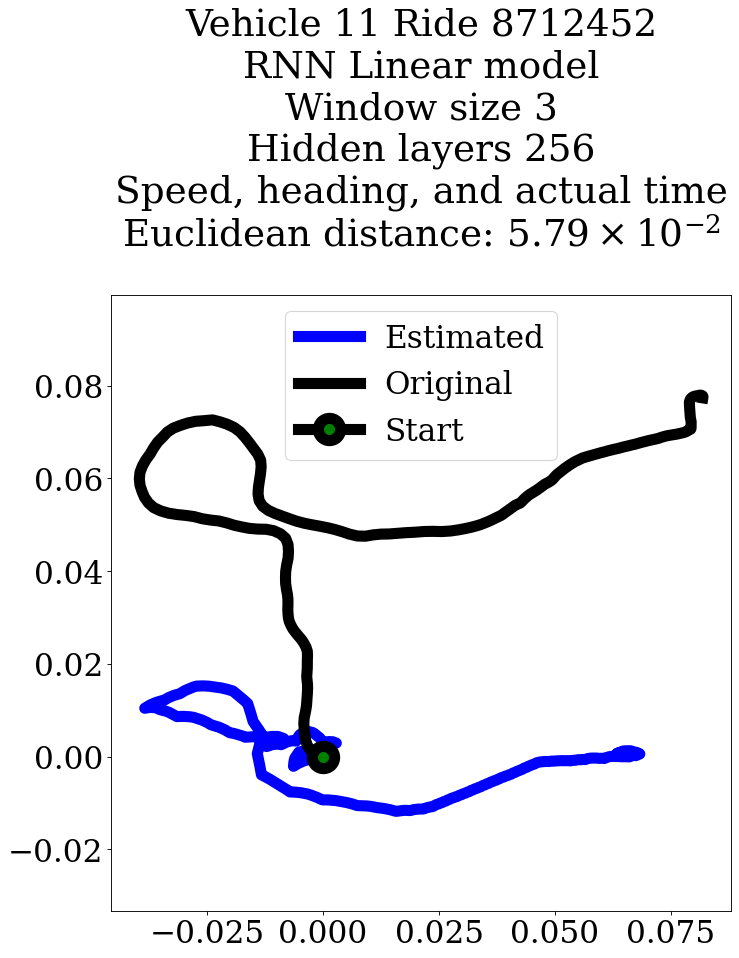 Vehicle 11 Ride 8712452
RNN Linear model
Window size 3
Hidden layers 256
Speed, heading, and actual time
Euclidean distance: 5.79 × 10⁻²
Estimated
Original
Start
0.08
0.06
0.04
0.02
0.00
−0.02
−0.025 0.000 0.025 0.050 0.075